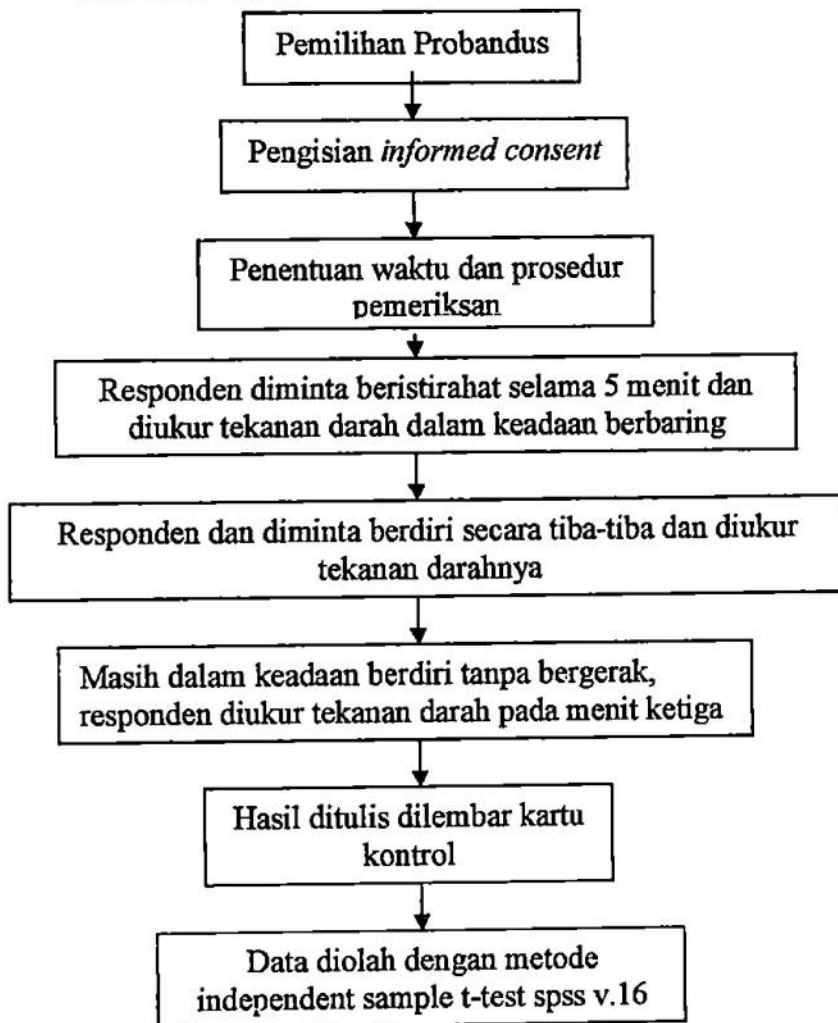 Pemilihan Probandus
Pengisian informed consent
Penentuan waktu dan prosedur
pemeriksan
Responden diminta beristirahat selama 5 menit dan
diukur tekanan darah dalam keadaan berbaring
Responden dan diminta berdiri secara tiba-tiba dan diukur
tekanan darahnya
Masih dalam keadaan berdiri tanpa bergerak,
responden diukur tekanan darah pada menit ketiga
Hasil ditulis dilembar kartu
kontrol
Data diolah dengan metode
independent sample t-test spss v.16